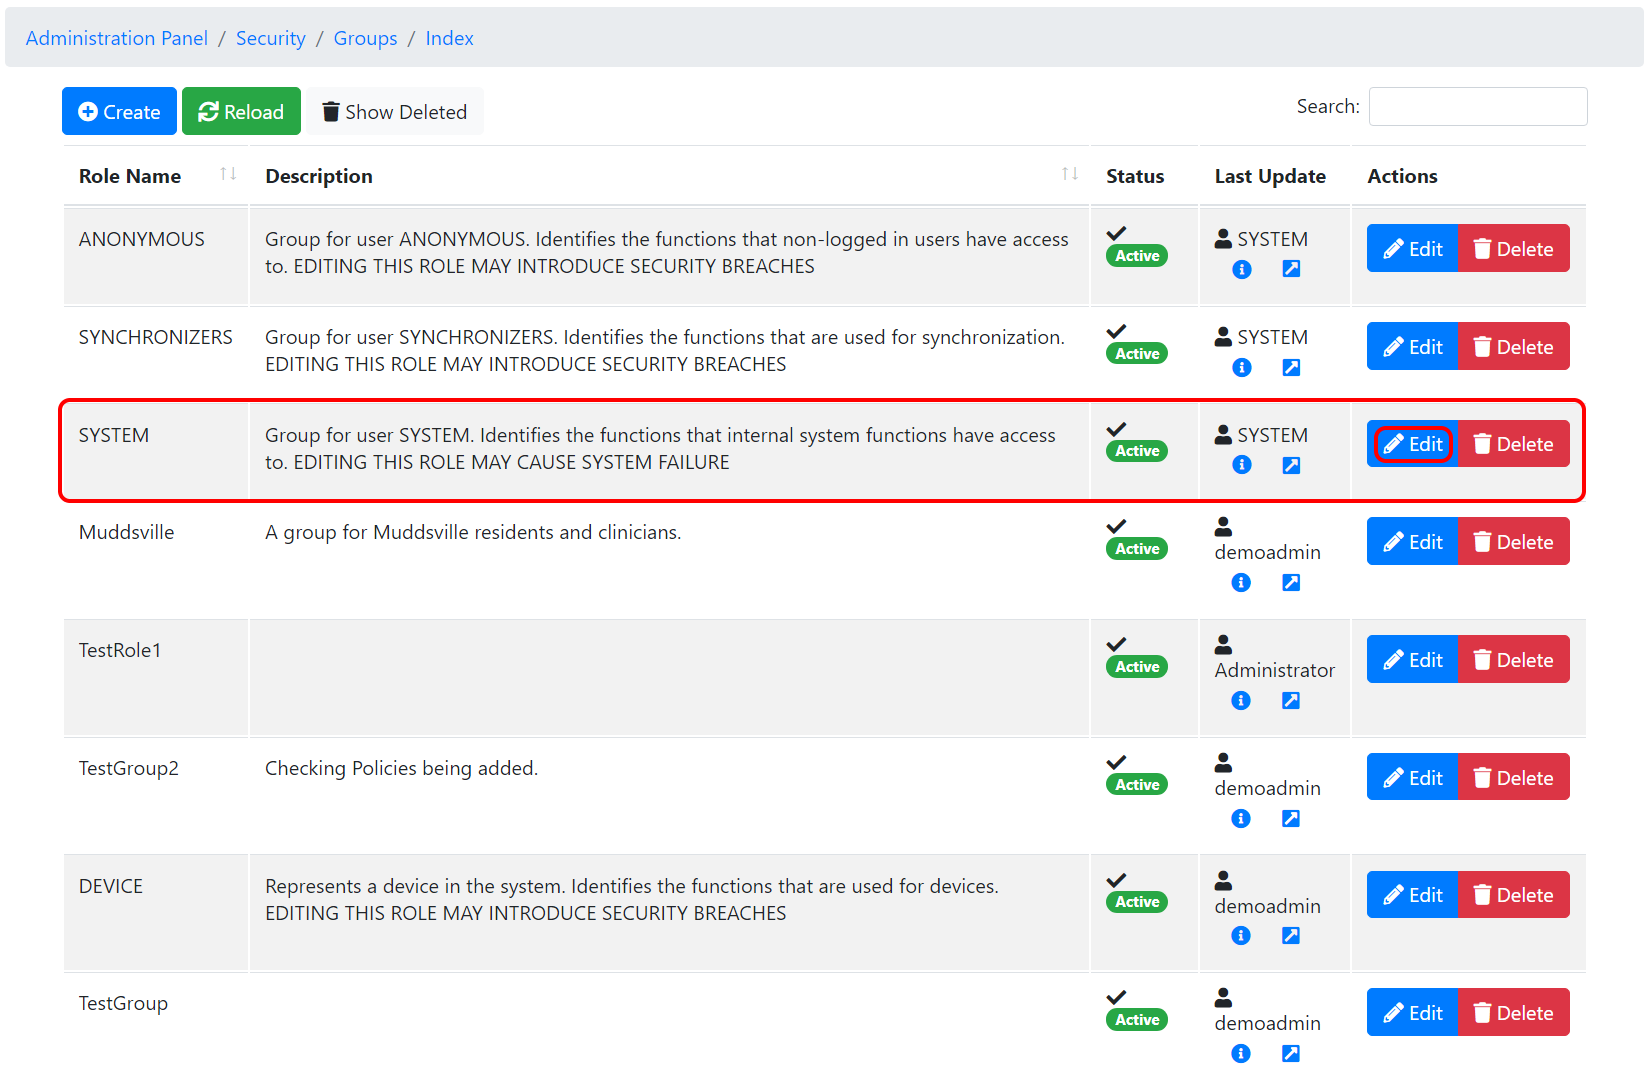 Administration Panel / Security / Groups / Index
Create Reload Show Deleted Search:
Role Name Description Status Last Update Actions
ANONYMOUS Group for user ANONYMOUS. Identifies the functions that non-logged in users have access SYSTEM Edit Delete
to. EDITING THIS ROLE MAY INTRODUCE SECURITY BREACHES Active
SYNCHRONIZERS Group for user SYNCHRONIZERS. Identifies the functions that are used for synchronization. SYSTEM Edit Delete
EDITING THIS ROLE MAY INTRODUCE SECURITY BREACHES Active
SYSTEM Group for user SYSTEM. Identifies the functions that internal system functions have access SYSTEM Edit Delete
to. EDITING THIS ROLE MAY CAUSE SYSTEM FAILURE Active
Muddsville A group for Muddsville residents and clinicians. Edit Delete
Active demoadmin
TestRole1 Edit Delete
Active Administrator
TestGroup2 Checking Policies being added. Edit Delete
Active demoadmin
DEVICE Represents a device in the system. Identifies the functions that are used for devices. Edit Delete
EDITING THIS ROLE MAY INTRODUCE SECURITY BREACHES Active demoadmin
TestGroup Edit Delete
Active demoadmin